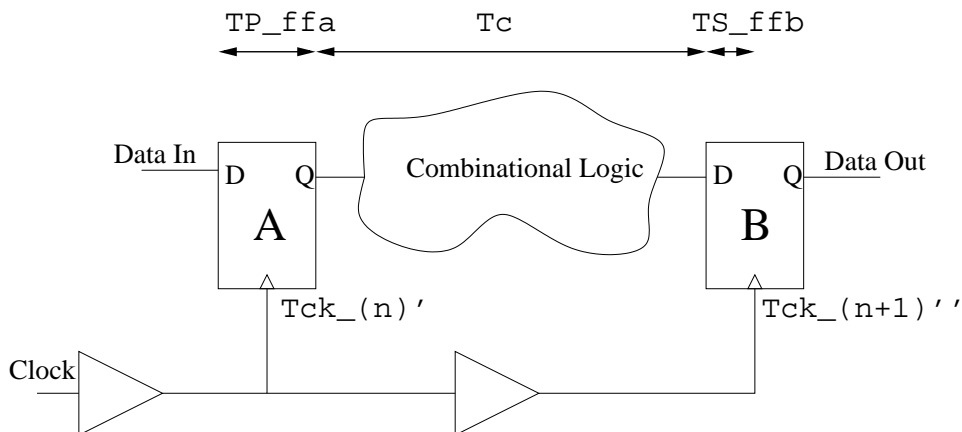 TP_ffa Tc TS_ffb
Data In
Combinational Logic
Data Out
D Q D Q
A B
Tck_(n)' Tck_(n+1)''
Clock